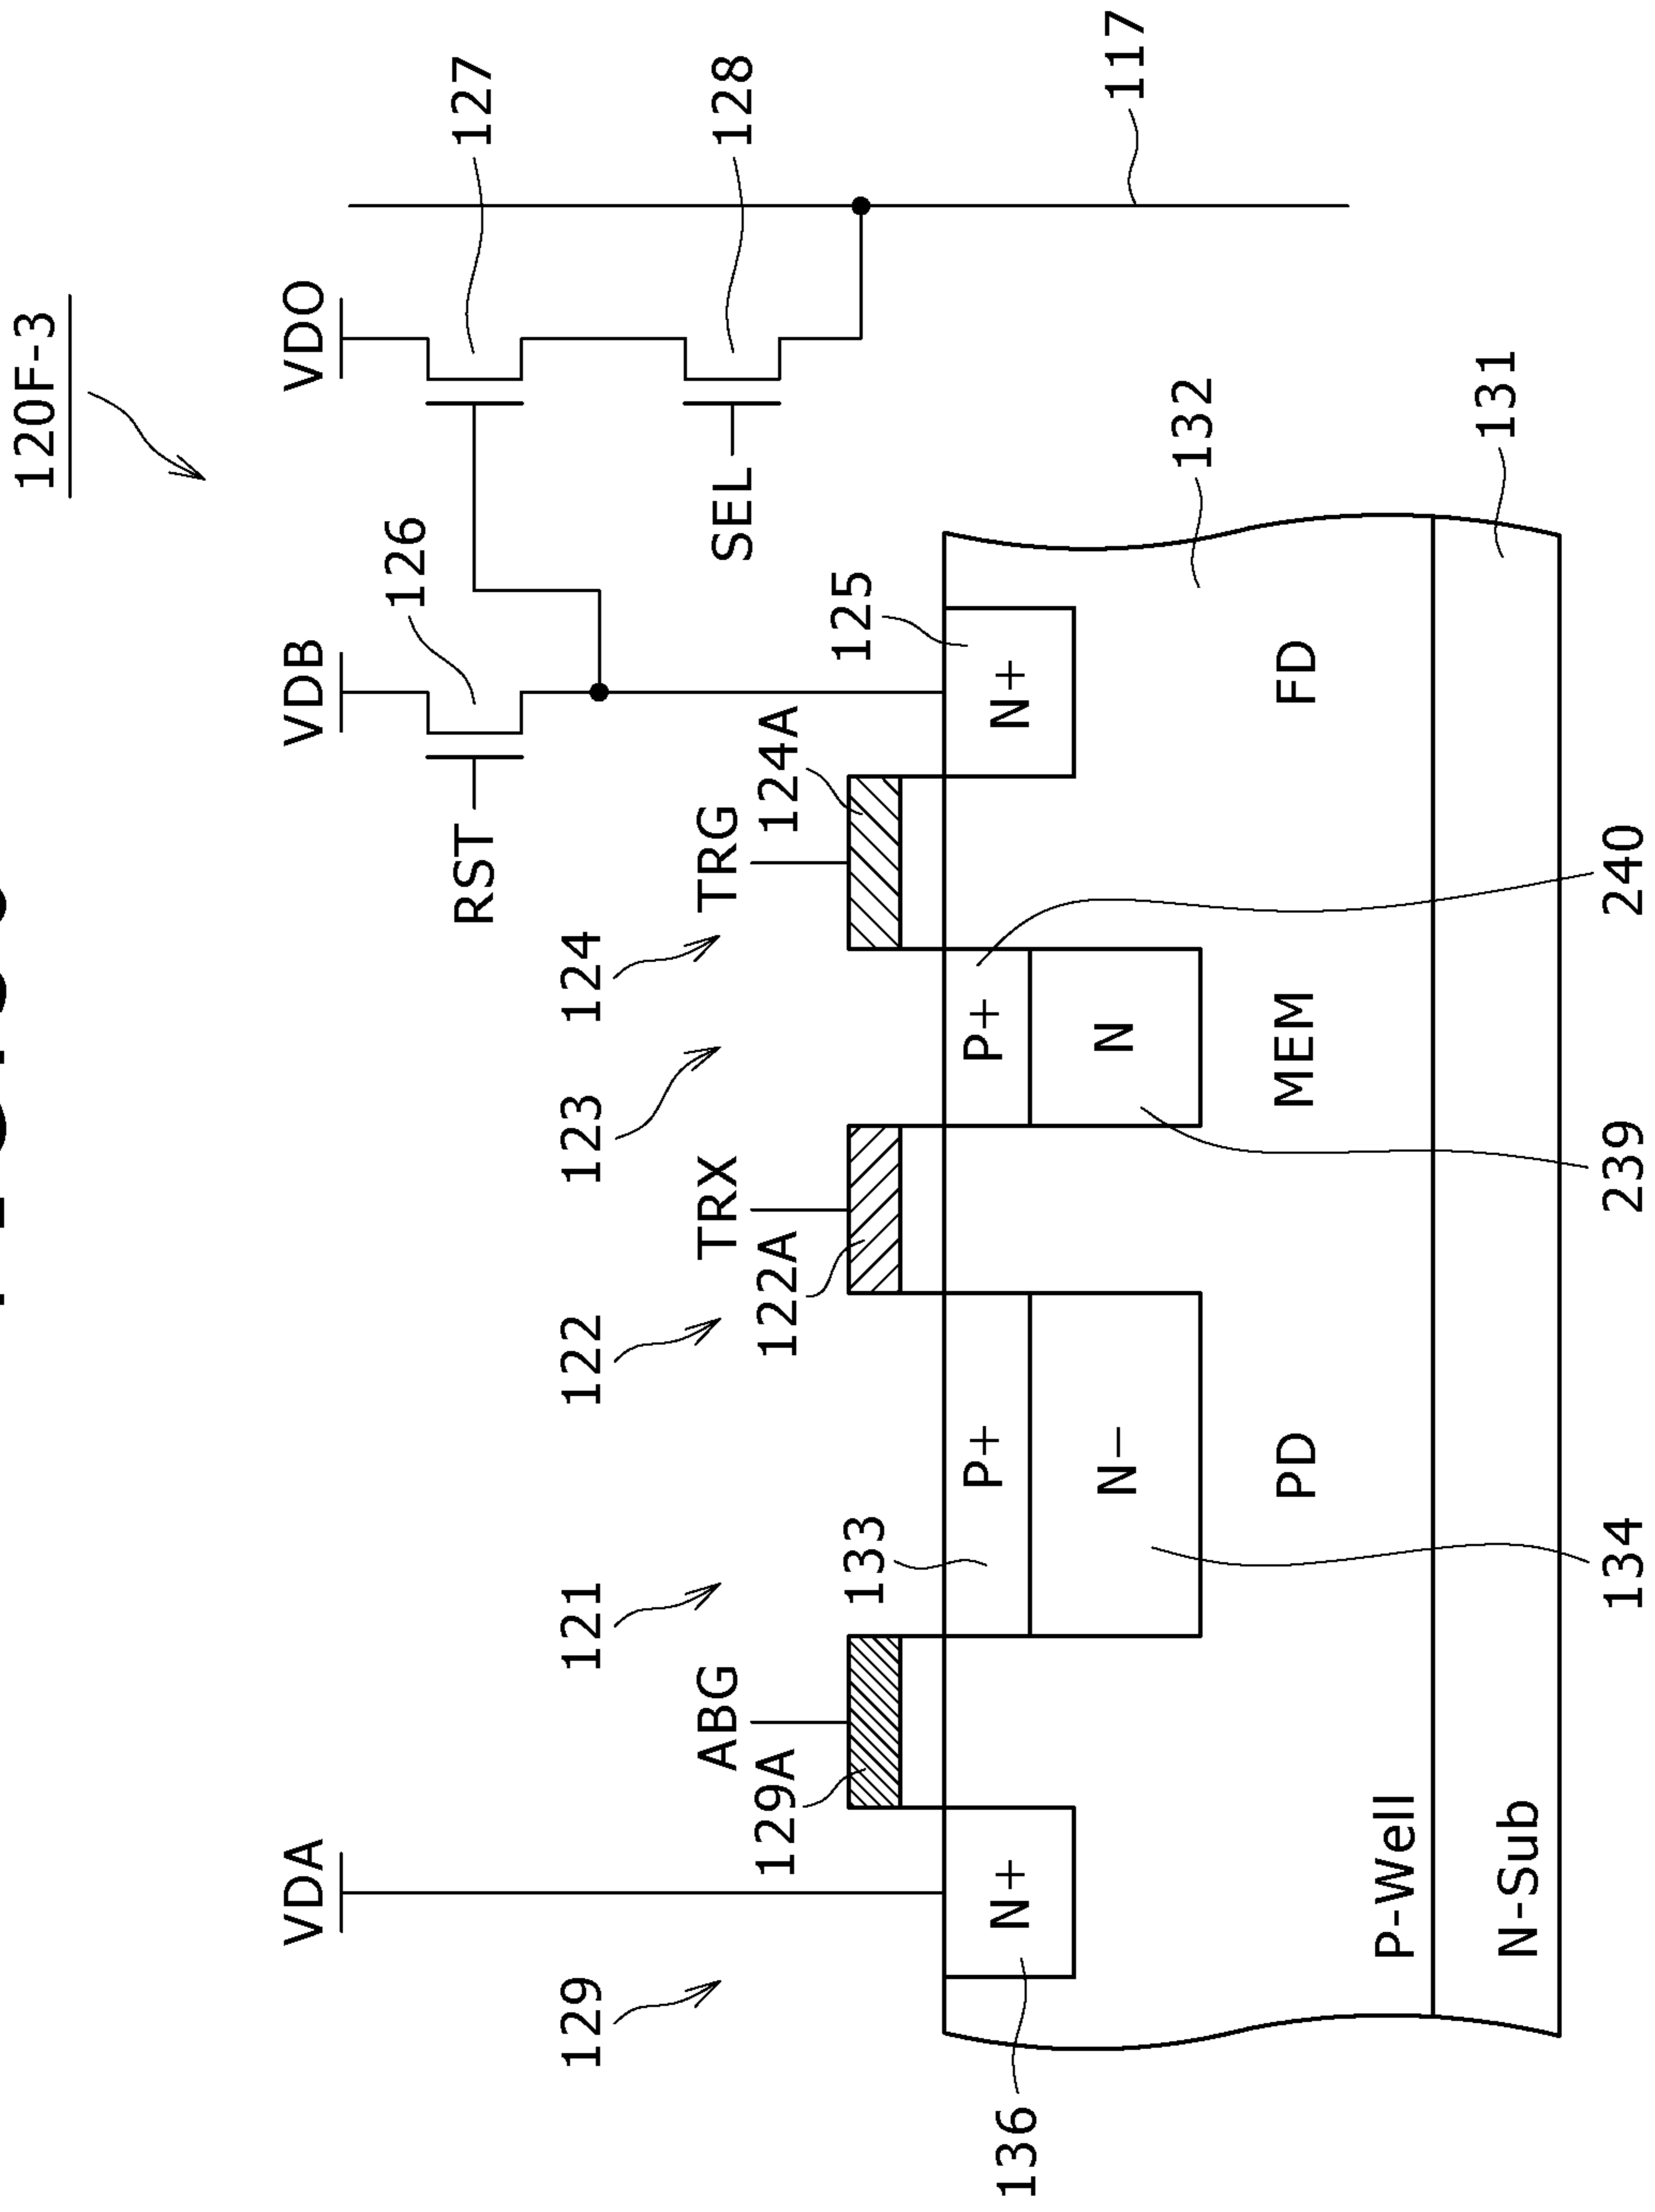 120F-3
VDA
VDB
VDO
126
127
RST
128
SEL
129
121
122
123
124
ABG
TRX
TRG
129A
122A
124A
133
125
117
136
N+
P+
P+
N+
N−
N
132
PD
MEM
FD
P-Well
N-Sub
131
134
239
240